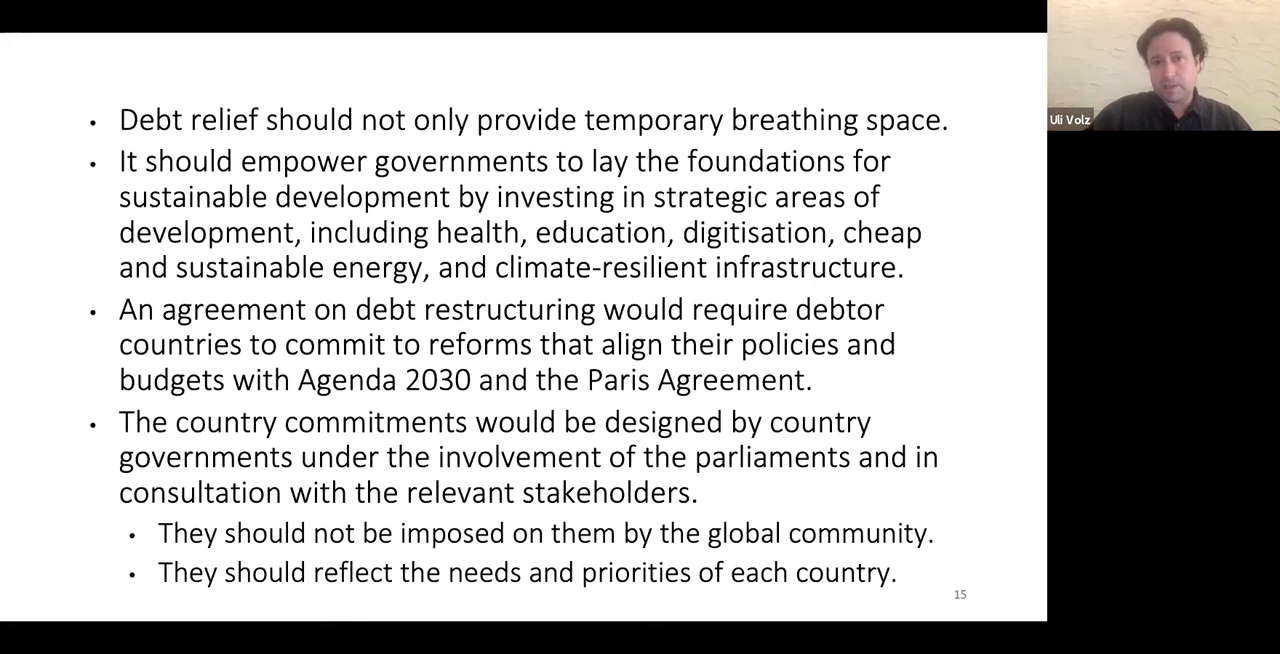 • Debt relief should not only provide temporary breathing space.
• It should empower governments to lay the foundations for
sustainable development by investing in strategic areas of
development, including health, education, digitisation, cheap
and sustainable energy, and climate-resilient infrastructure.
• An agreement on debt restructuring would require debtor
countries to commit to reforms that align their policies and
budgets with Agenda 2030 and the Paris Agreement.
• The country commitments would be designed by country
governments under the involvement of the parliaments and in
consultation with the relevant stakeholders.
• They should not be imposed on them by the global community.
• They should reflect the needs and priorities of each country.
15
Uli Volz